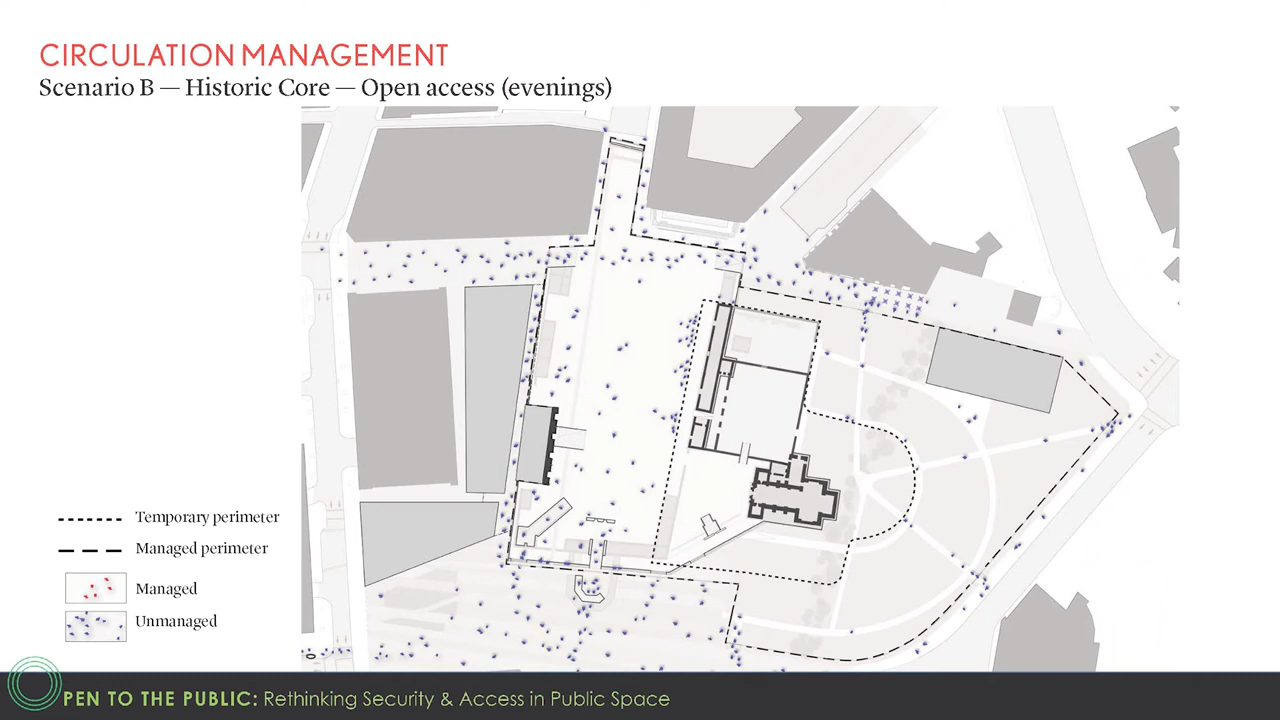 CIRCULATION MANAGEMENT
Scenario B — Historic Core — Open access (evenings)
Temporary perimeter
Managed perimeter
Managed
Unmanaged
OPEN TO THE PUBLIC: Rethinking Security & Access in Public Space